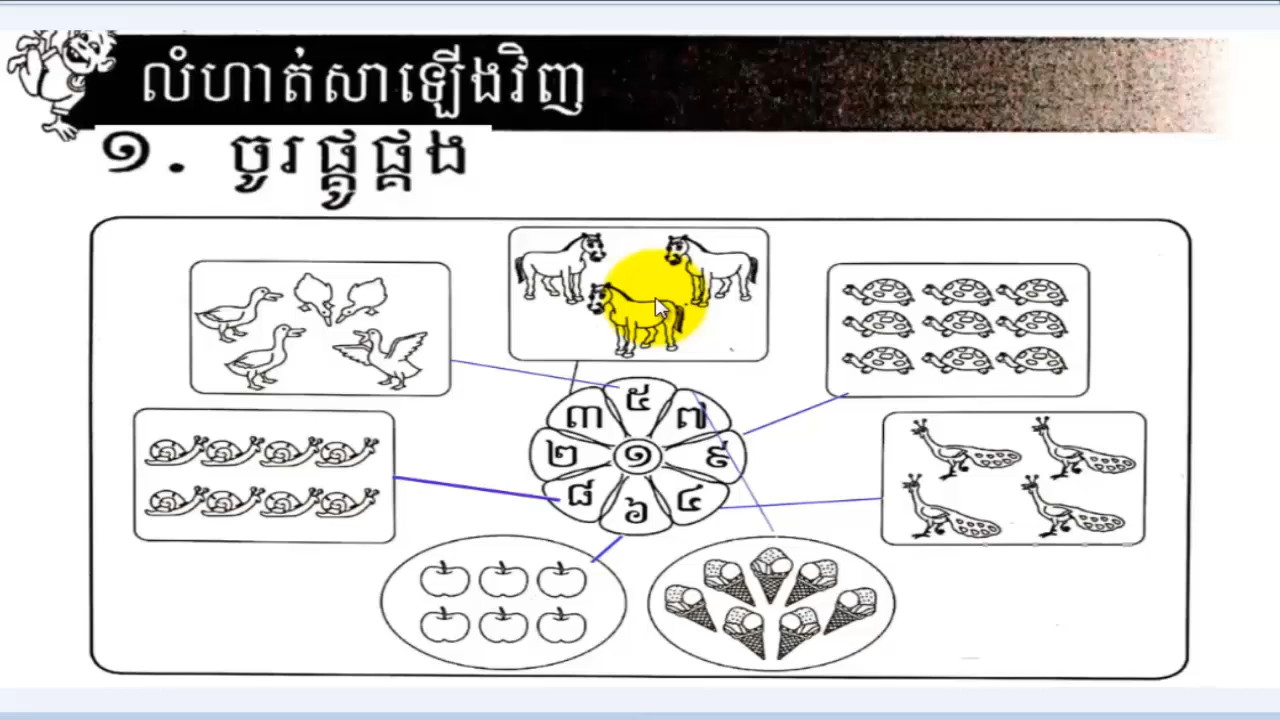 លំហាត់សាឡើងវិញ
១. ចូរផ្គូផ្គង
៥
៣ ៧
២ ១ ៩
៨ ៤
៦